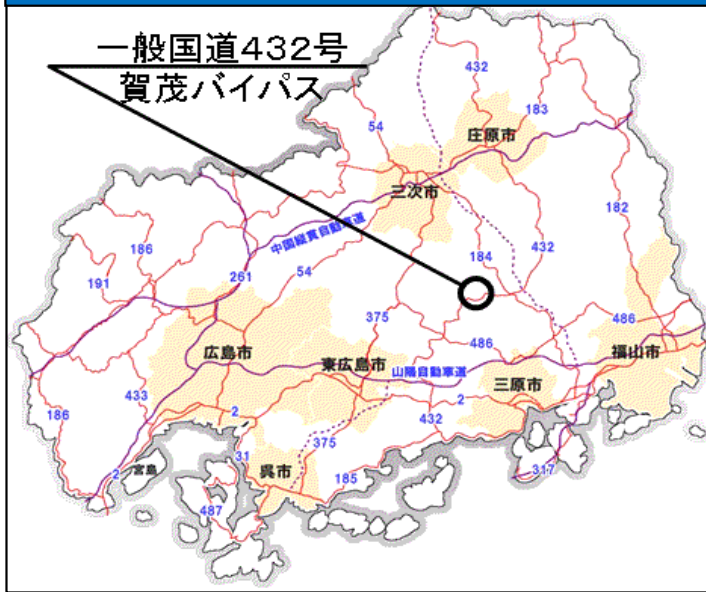 一般国道432号
賀茂バイパス
432
183
54
庄原市
三次市
182
186
中国縦貫自動車道
184
432
191
261
54
375
486
486
広島市
東広島市
山陽自動車道
福山市
三原市
433
2
2
432
186
375
31
呉市
185
2
宮島
317
487